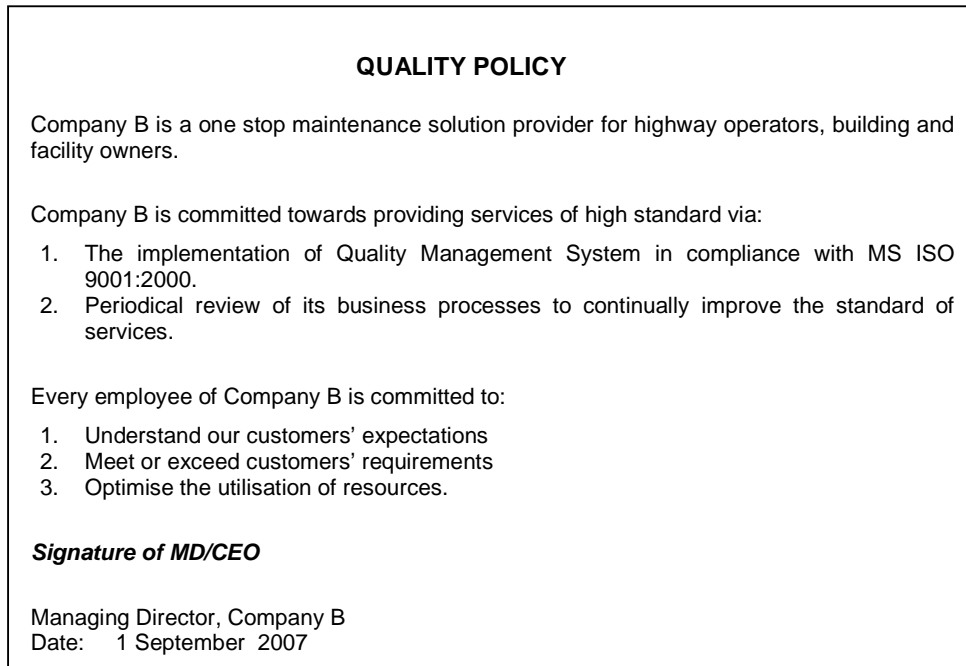 QUALITY POLICY
Company B is a one stop maintenance solution provider for highway operators, building and
facility owners.
Company B is committed towards providing services of high standard via:
1. The implementation of Quality Management System in compliance with MS ISO
9001:2000.
2. Periodical review of its business processes to continually improve the standard of
services.
Every employee of Company B is committed to:
1. Understand our customers’ expectations
2. Meet or exceed customers’ requirements
3. Optimise the utilisation of resources.
Signature of MD/CEO
Managing Director, Company B
Date: 1 September 2007